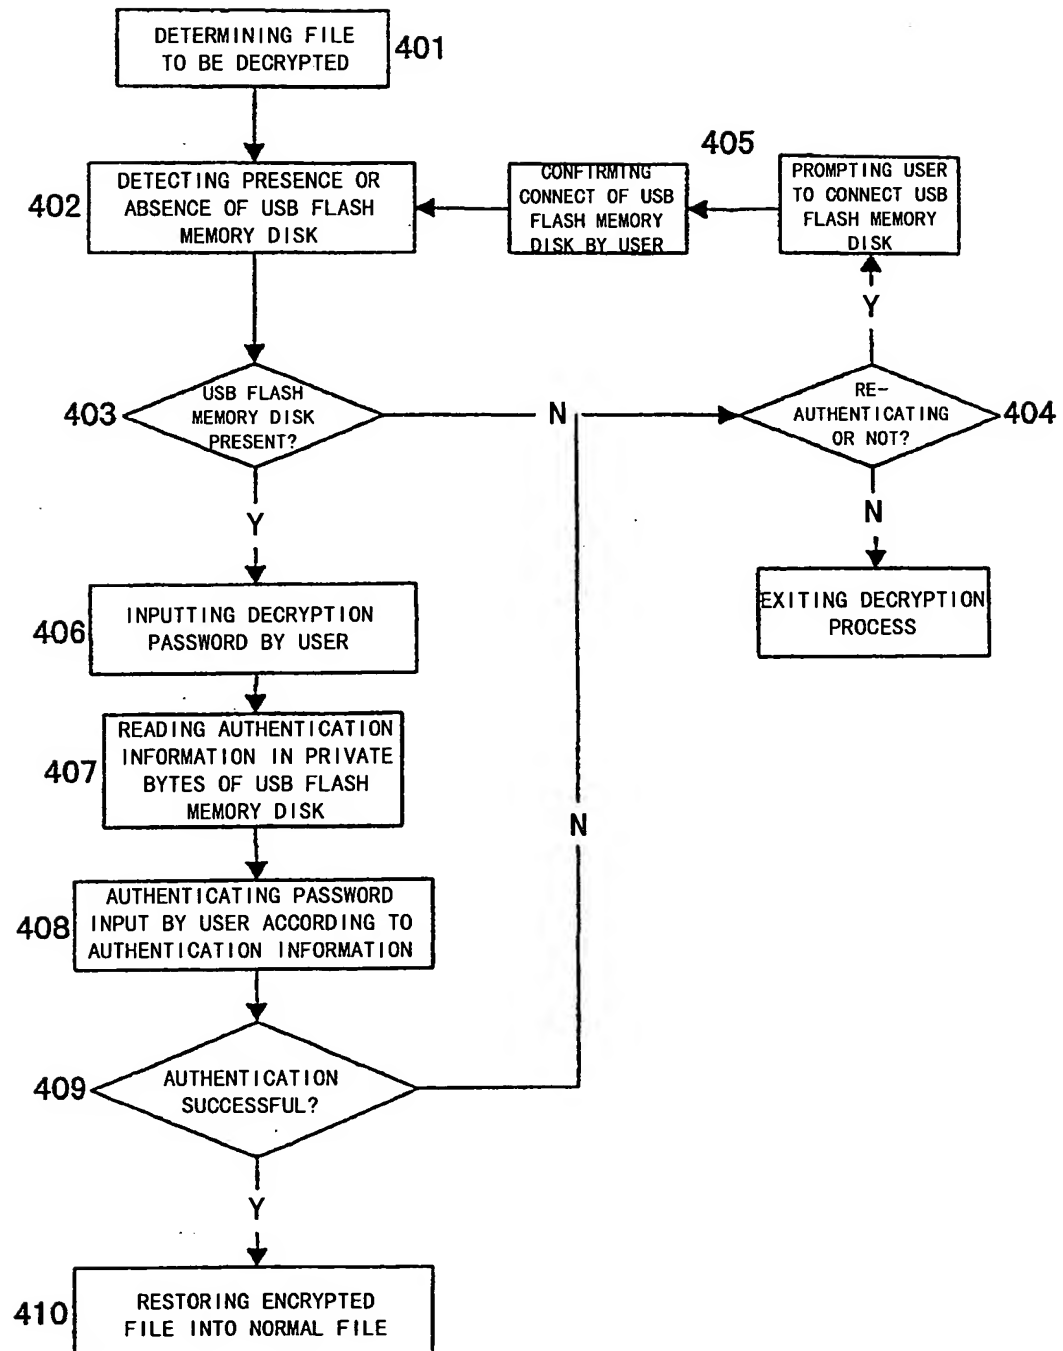 DETERMINING FILE
TO BE DECRYPTED
401
402
DETECTING PRESENCE OR
ABSENCE OF USB FLASH
MEMORY DISK
CONFIRMING
CONNECT OF USB
FLASH MEMORY
DISK BY USER
405
PROMPTING USER
TO CONNECT USB
FLASH MEMORY
DISK
Y
403
USB FLASH
MEMORY DISK
PRESENT?
N
RE-
AUTHENTICATING
OR NOT?
404
Y
N
EXITING DECRYPTION
PROCESS
406
INPUTTING DECRYPTION
PASSWORD BY USER
407
READING AUTHENTICATION
INFORMATION IN PRIVATE
BYTES OF USB FLASH
MEMORY DISK
N
408
AUTHENTICATING PASSWORD
INPUT BY USER ACCORDING TO
AUTHENTICATION INFORMATION
409
AUTHENTICATION
SUCCESSFUL?
Y
410
RESTORING ENCRYPTED
FILE INTO NORMAL FILE